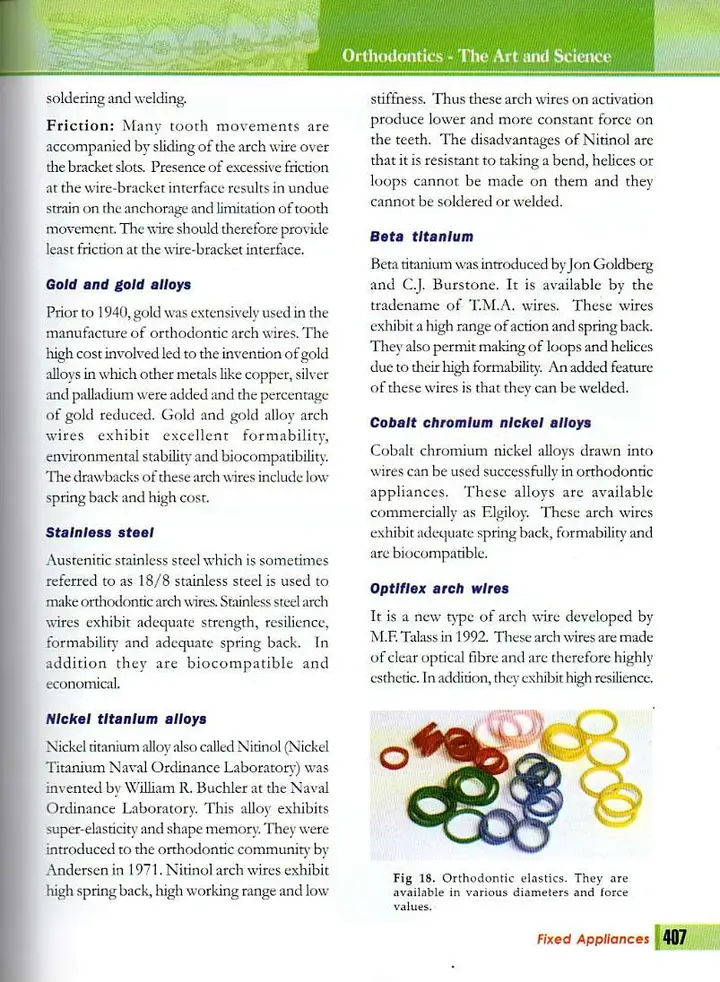 Orthodontics - The Art and Science
soldering and welding.
Friction: Many tooth movements are
accompanied by sliding of the arch wire over
the bracket slots. Presence of excessive friction
at the wire-bracket interface results in undue
strain on the anchorage and limitation of tooth
movement. The wire should therefore provide
least friction at the wire-bracket interface.
Gold and gold alloys
Prior to 1940, gold was extensively used in the
manufacture of orthodontic arch wires. The
high cost involved led to the invention of gold
alloys in which other metals like copper, silver
and palladium were added and the percentage
of gold reduced. Gold and gold alloy arch
wires exhibit excellent formability,
environmental stability and biocompatibility.
The drawbacks of these arch wires include low
spring back and high cost.
Stainless steel
Austenitic stainless steel which is sometimes
referred to as 18/8 stainless steel is used to
make orthodontic arch wires. Stainless steel arch
wires exhibit adequate strength, resilience,
formability and adequate spring back. In
addition they are biocompatible and
economical.
Nickel titanium alloys
Nickel titanium alloy also called Nitinol (Nickel
Titanium Naval Ordinance Laboratory) was
invented by William R. Buchler at the Naval
Ordinance Laboratory. This alloy exhibits
super-elasticity and shape memory. They were
introduced to the orthodontic community by
Andersen in 1971. Nitinol arch wires exhibit
high spring back, high working range and low
stiffness. Thus these arch wires on activation
produce lower and more constant force on
the teeth. The disadvantages of Nitinol are
that it is resistant to taking a bend, helices or
loops cannot be made on them and they
cannot be soldered or welded.
Beta titanium
Beta titanium was introduced by Jon Goldberg
and C.J. Burstone. It is available by the
tradename of T.M.A. wires. These wires
exhibit a high range of action and spring back.
They also permit making of loops and helices
due to their high formability. An added feature
of these wires is that they can be welded.
Cobalt chromium nickel alloys
Cobalt chromium nickel alloys drawn into
wires can be used successfully in orthodontic
appliances. These alloys are available
commercially as Elgiloy. These arch wires
exhibit adequate spring back, formability and
are biocompatible.
Optiflex arch wires
It is a new type of arch wire developed by
M.F. Talass in 1992. These arch wires are made
of clear optical fibre and are therefore highly
esthetic. In addition, they exhibit high resilience.
Fig 18. Orthodontic elastics. They are
available in various diameters and force
values.
Fixed Appliances 407